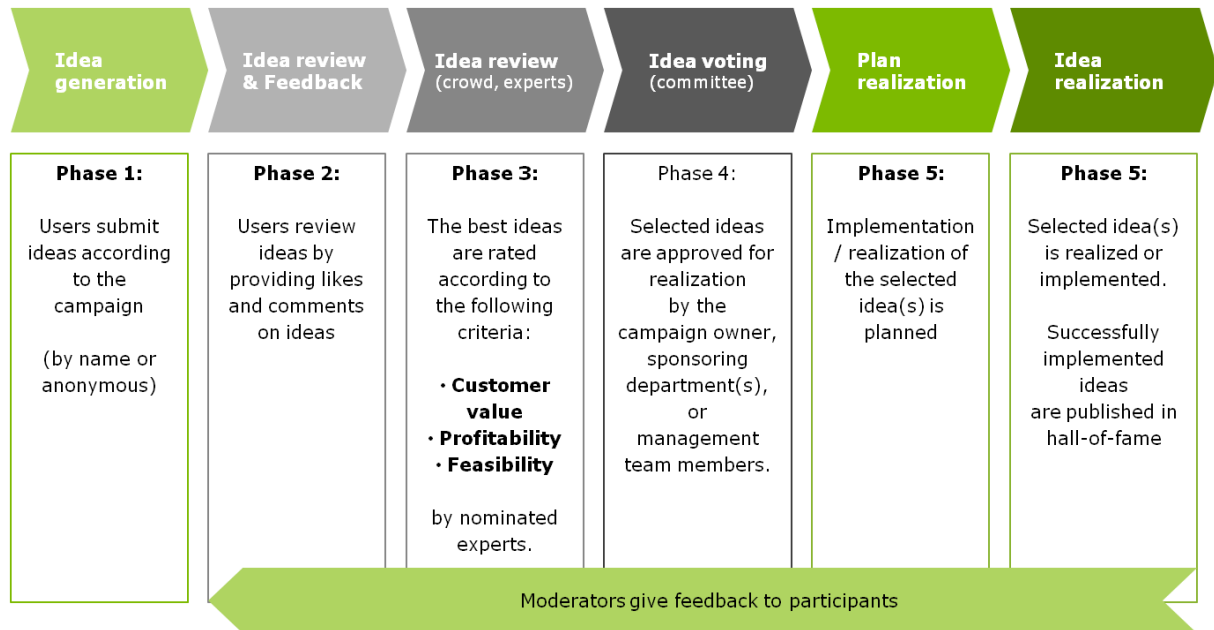 Idea
generation
Idea review
& Feedback
Idea review
(crowd, experts)
Idea voting
(committee)
Plan
realization
Idea
realization
Phase 1:
Users submit
ideas according
to the
campaign
(by name or
anonymous)
Phase 2:
Users review
ideas by
providing likes
and comments
on ideas
Phase 3:
The best ideas
are rated
according to
the following
criteria:
· Customer
value
· Profitability
· Feasibility
by nominated
experts.
Phase 4:
Selected ideas
are approved for
realization
by the
campaign owner,
sponsoring
department(s),
or
management
team members.
Phase 5:
Implementation
/ realization of
the selected
idea(s) is
planned
Phase 5:
Selected idea(s)
is realized or
implemented.
Successfully
implemented
ideas
are published in
hall-of-fame
Moderators give feedback to participants